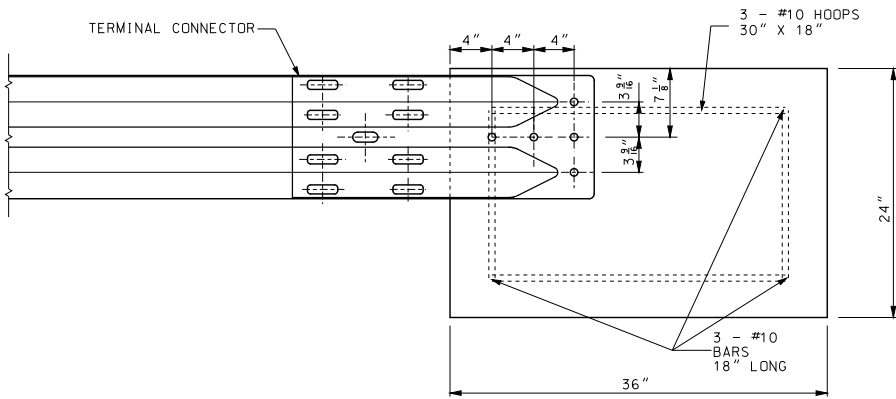 TERMINAL CONNECTOR
4" 4" 4"
3 - #10 HOOPS
30" X 18"
3 9/16"
7 1/8"
3 9/16"
24"
3 - #10
BARS
18" LONG
36"